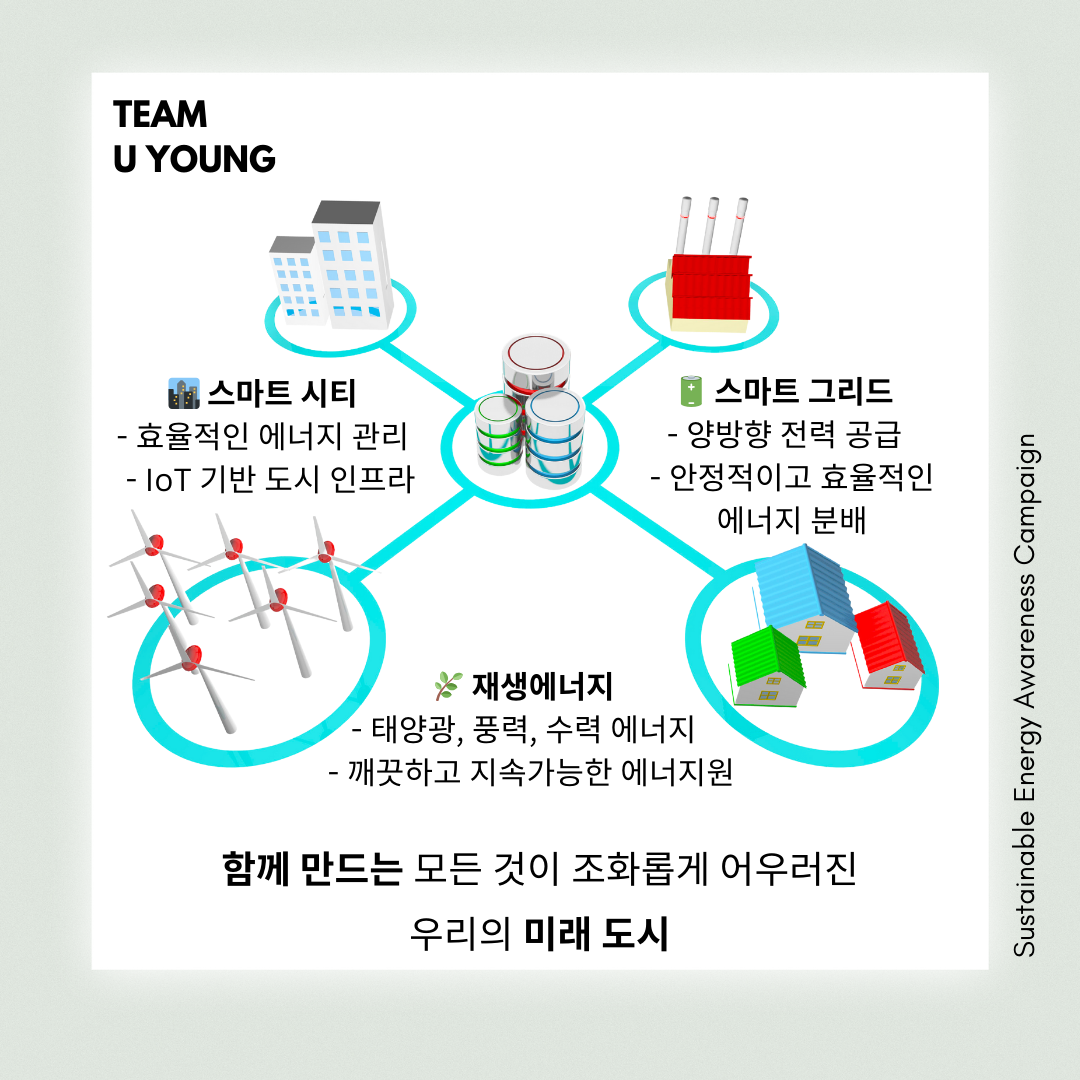 TEAM
U YOUNG
스마트 시티
- 효율적인 에너지 관리
- IoT 기반 도시 인프라
스마트 그리드
- 양방향 전력 공급
- 안정적이고 효율적인
에너지 분배
재생에너지
- 태양광, 풍력, 수력 에너지
- 깨끗하고 지속가능한 에너지원
함께 만드는 모든 것이 조화롭게 어우러진
우리의 미래 도시
Sustainable Energy Awareness Campaign